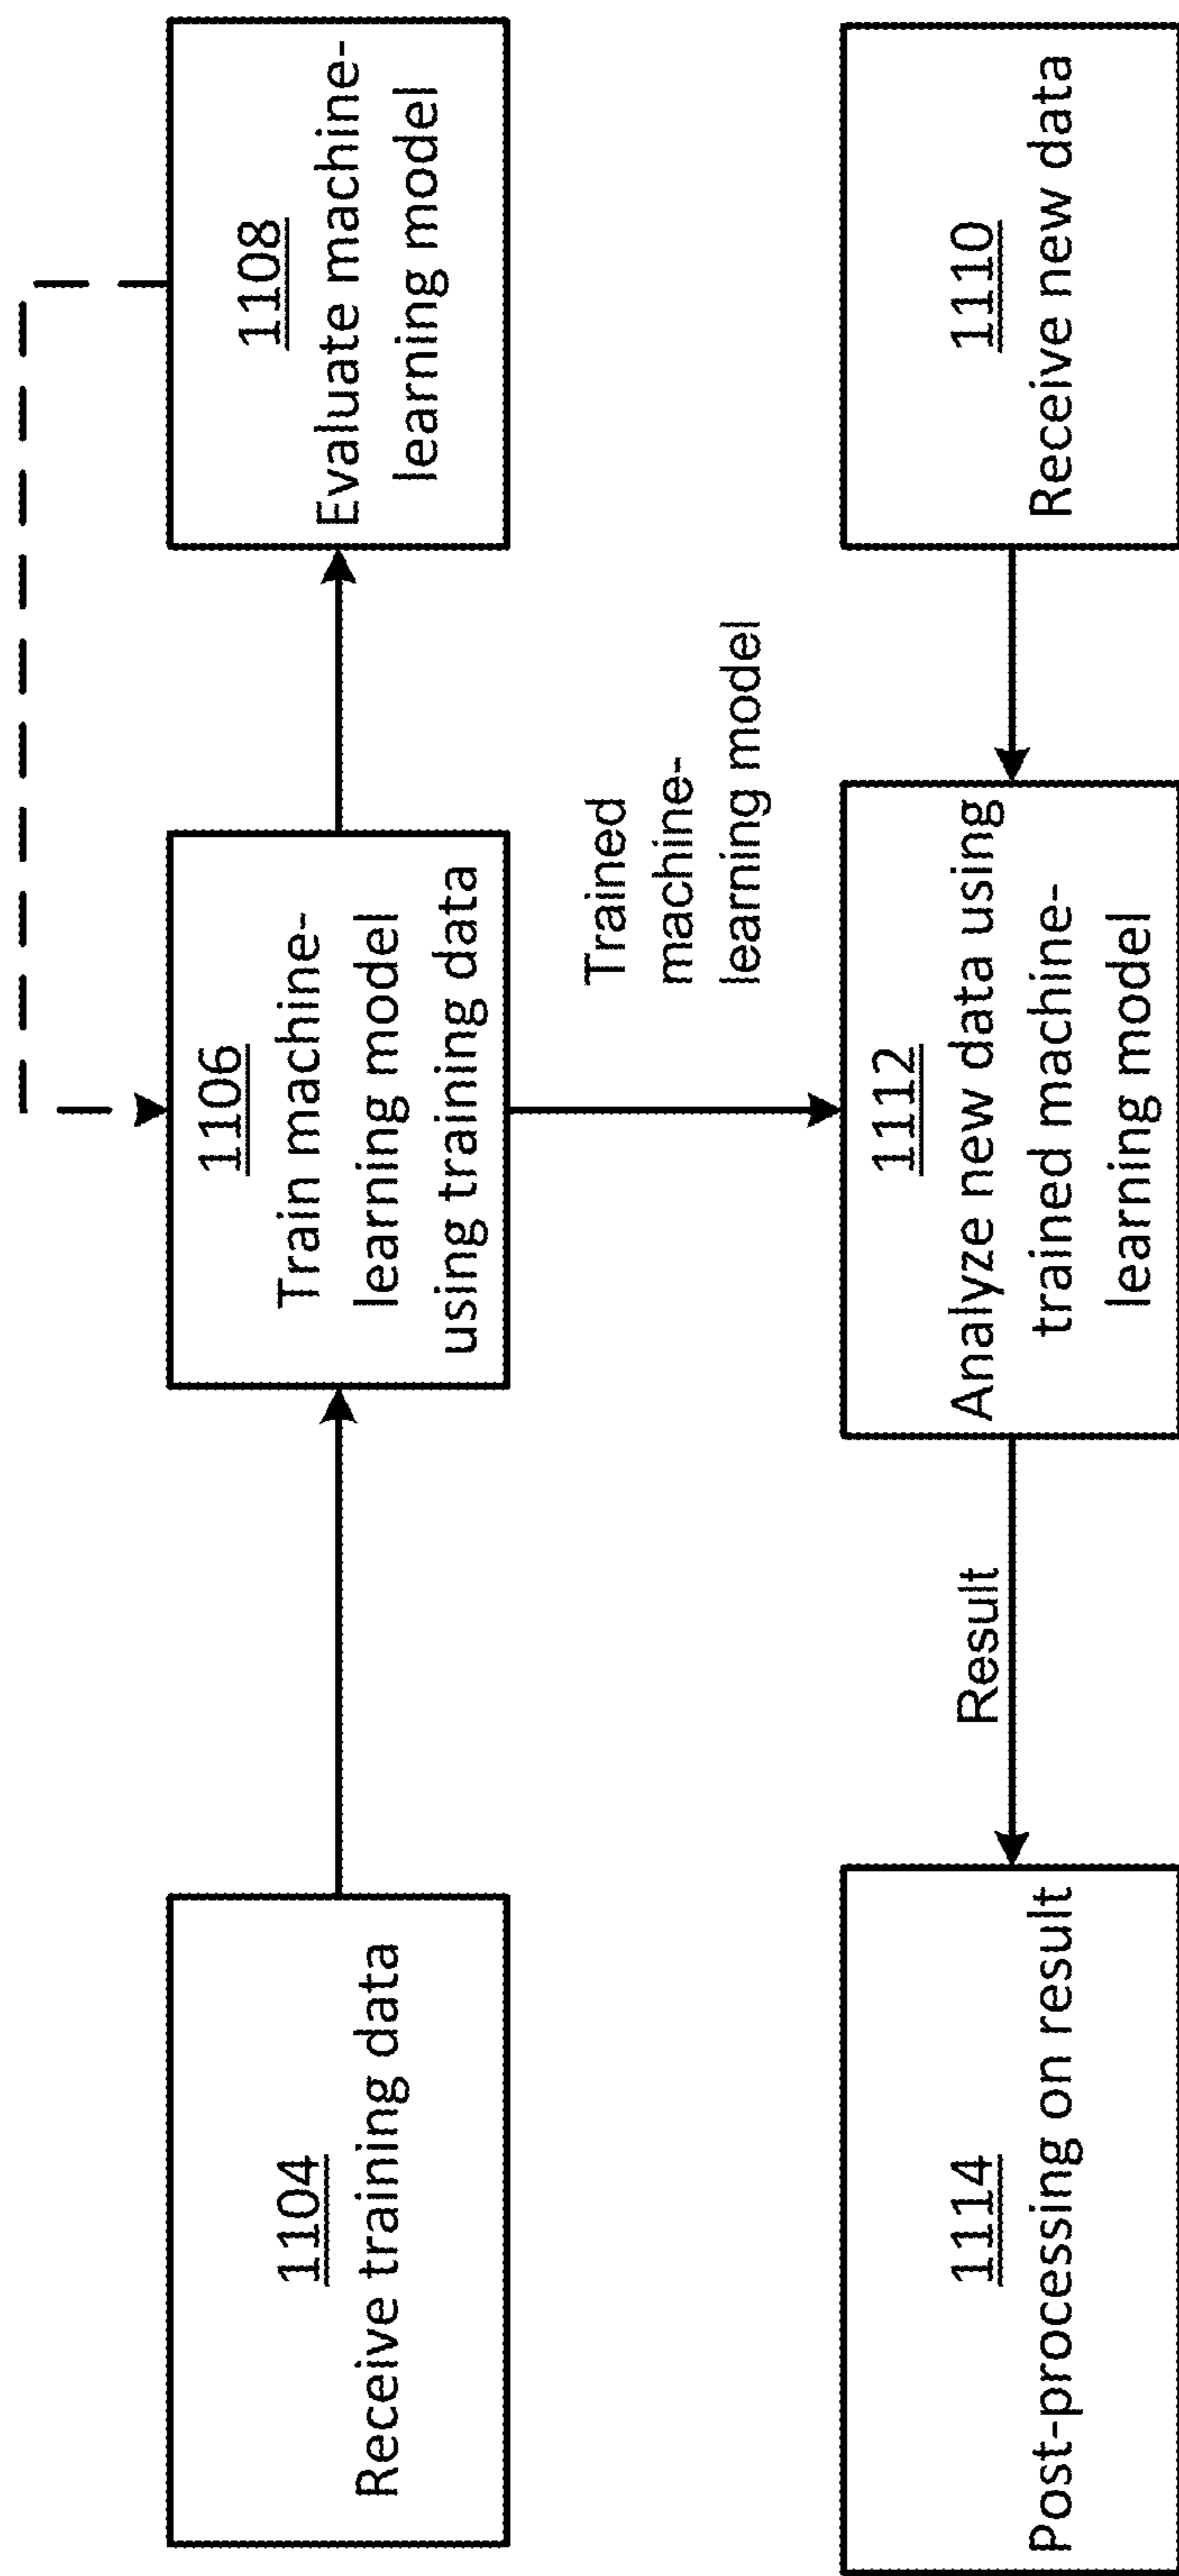 1104
Receive training data
1106
Train machine-
learning model
using training data
1108
Evaluate machine-
learning model
Trained
machine-
learning model
1114
Post-processing on result
Result
1112
Analyze new data using
trained machine-
learning model
1110
Receive new data